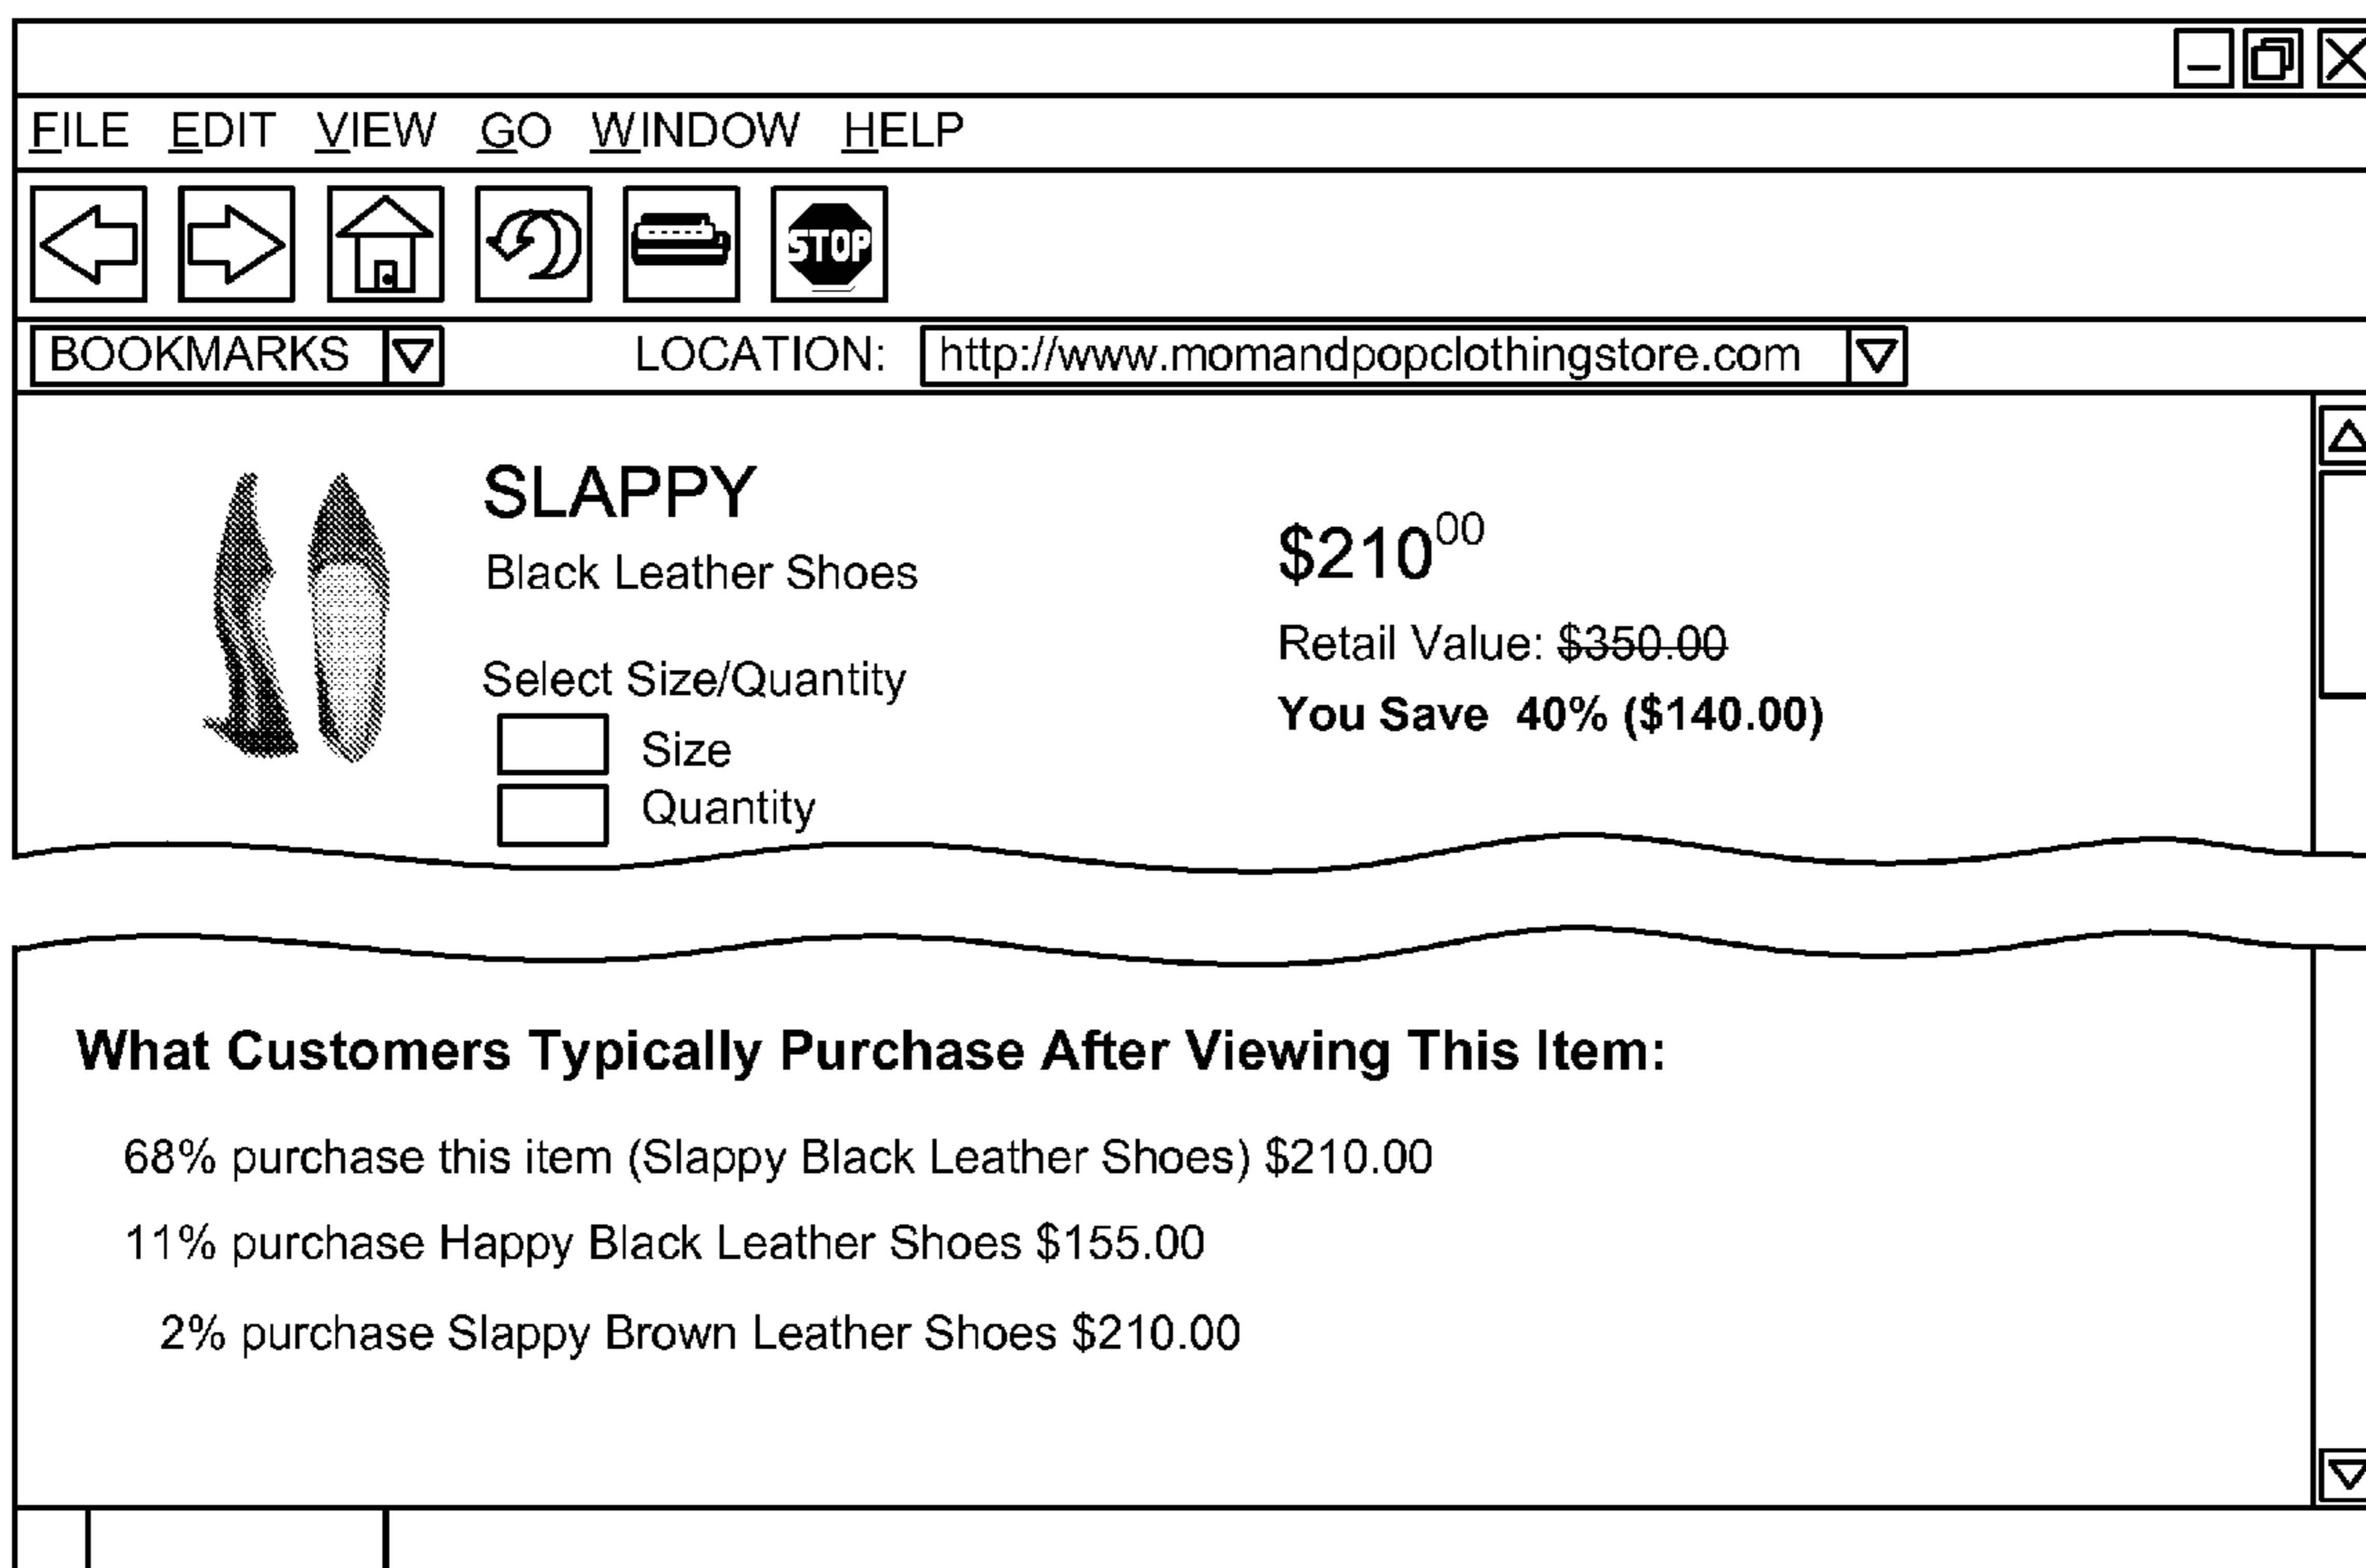 FILE EDIT VIEW GO WINDOW HELP
STOP
BOOKMARKS LOCATION: http://www.momandpopclothingstore.com
SLAPPY
Black Leather Shoes
$210.00
Retail Value: $350.00
You Save 40% ($140.00)
Select Size/Quantity
Size
Quantity
What Customers Typically Purchase After Viewing This Item:
68% purchase this item (Slappy Black Leather Shoes) $210.00
11% purchase Happy Black Leather Shoes $155.00
2% purchase Slappy Brown Leather Shoes $210.00